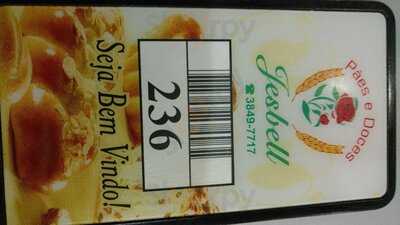 Pães e Doces
Jesbell
☎3849-7717
236
Seja Bem Vindo!